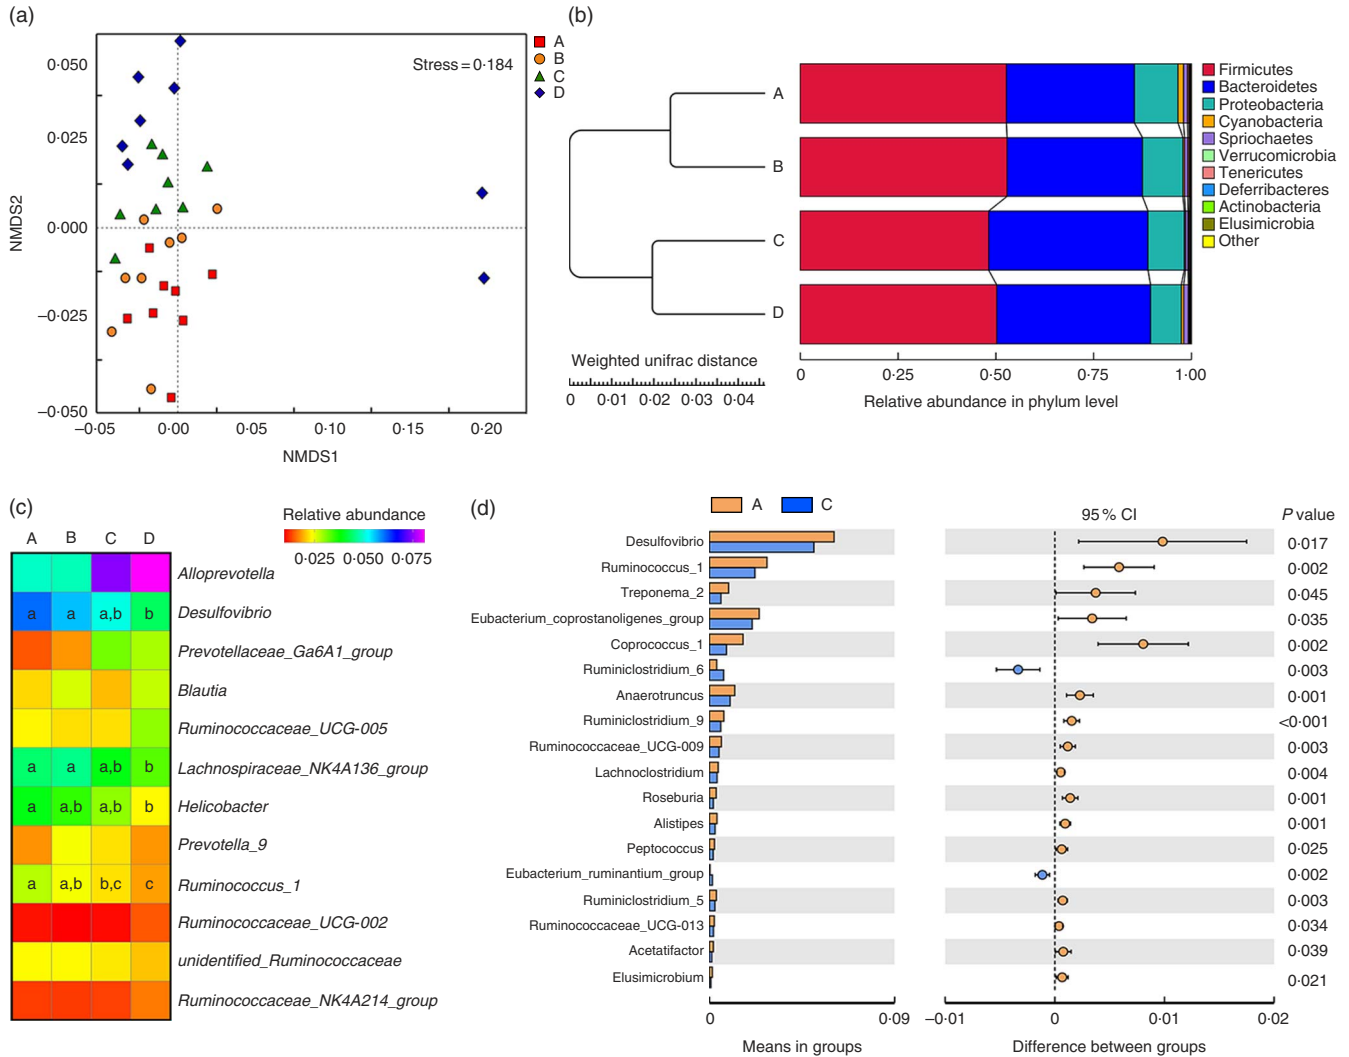 (a)
0·050
0·025
0·000
−0·025
−0·050
NMDS2
Stress = 0·184
A
B
C
D
−0·05 0·00 0·05 0·10 0·15 0·20
NMDS1
(b)
A
B
C
D
Weighted unifrac distance
0 0·01 0·02 0·03 0·04
0 0·25 0·50 0·75 1·00
Relative abundance in phylum level
Firmicutes
Bacteroidetes
Proteobacteria
Cyanobacteria
Spriochaetes
Verrucomicrobia
Tenericutes
Deferribacteres
Actinobacteria
Elusimicrobia
Other
(c)
Relative abundance
0·025 0·050 0·075
A B C D
Alloprevotella
a a a,b b Desulfovibrio
Prevotellaceae_Ga6A1_group
Blautia
Ruminococcaceae_UCG-005
a a a,b b Lachnospiraceae_NK4A136_group
a a,b a,b b Helicobacter
Prevotella_9
a a,b b,c c Ruminococcus_1
Ruminococcaceae_UCG-002
unidentified_Ruminococcaceae
Ruminococcaceae_NK4A214_group
(d)
A C
95 % CI P value
Desulfovibrio 0·017
Ruminococcus_1 0·002
Treponema_2 0·045
Eubacterium_coprostanoligenes_group 0·035
Coprococcus_1 0·002
Ruminiclostridium_6 0·003
Anaerotruncus 0·001
Ruminiclostridium_9 <0·001
Ruminococcaceae_UCG-009 0·003
Lachnoclostridium 0·004
Roseburia 0·001
Alistipes 0·001
Peptococcus 0·025
Eubacterium_ruminantium_group 0·002
Ruminiclostridium_5 0·003
Ruminococcaceae_UCG-013 0·034
Acetatifactor 0·039
Elusimicrobium 0·021
0 0·09 −0·01 0 0·01 0·02
Means in groups Difference between groups